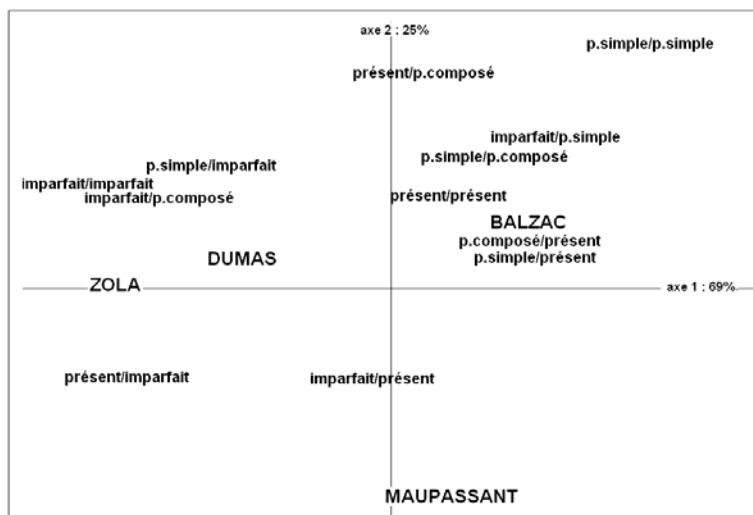 axe 2 : 25%
p.simple/p.simple
présent/p.composé
imparfait/p.simple
p.simple/p.composé
p.simple/imparfait
imparfait/imparfait
imparfait/p.composé
présent/présent
BALZAC
p.composé/présent
p.simple/présent
DUMAS
ZOLA
axe 1 : 69%
présent/imparfait
imparfait/présent
MAUPASSANT